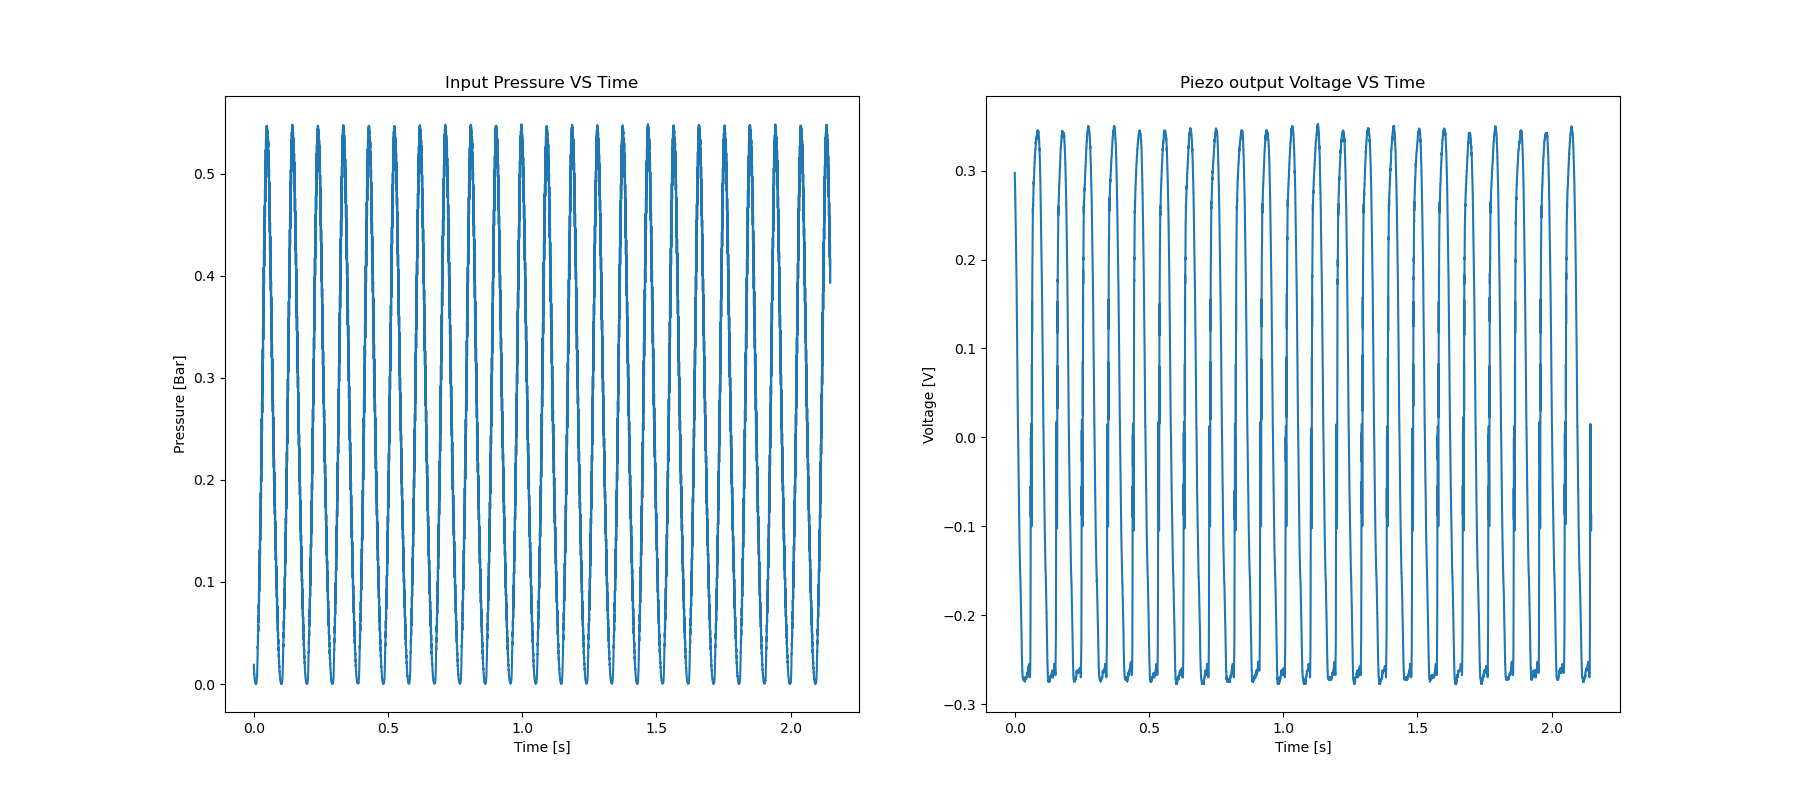 Input Pressure VS Time
Pressure [Bar]
0.5
0.4
0.3
0.2
0.1
0.0
0.0 0.5 1.0 1.5 2.0
Time [s]
Piezo output Voltage VS Time
Voltage [V]
0.3
0.2
0.1
0.0
−0.1
−0.2
−0.3
0.0 0.5 1.0 1.5 2.0
Time [s]